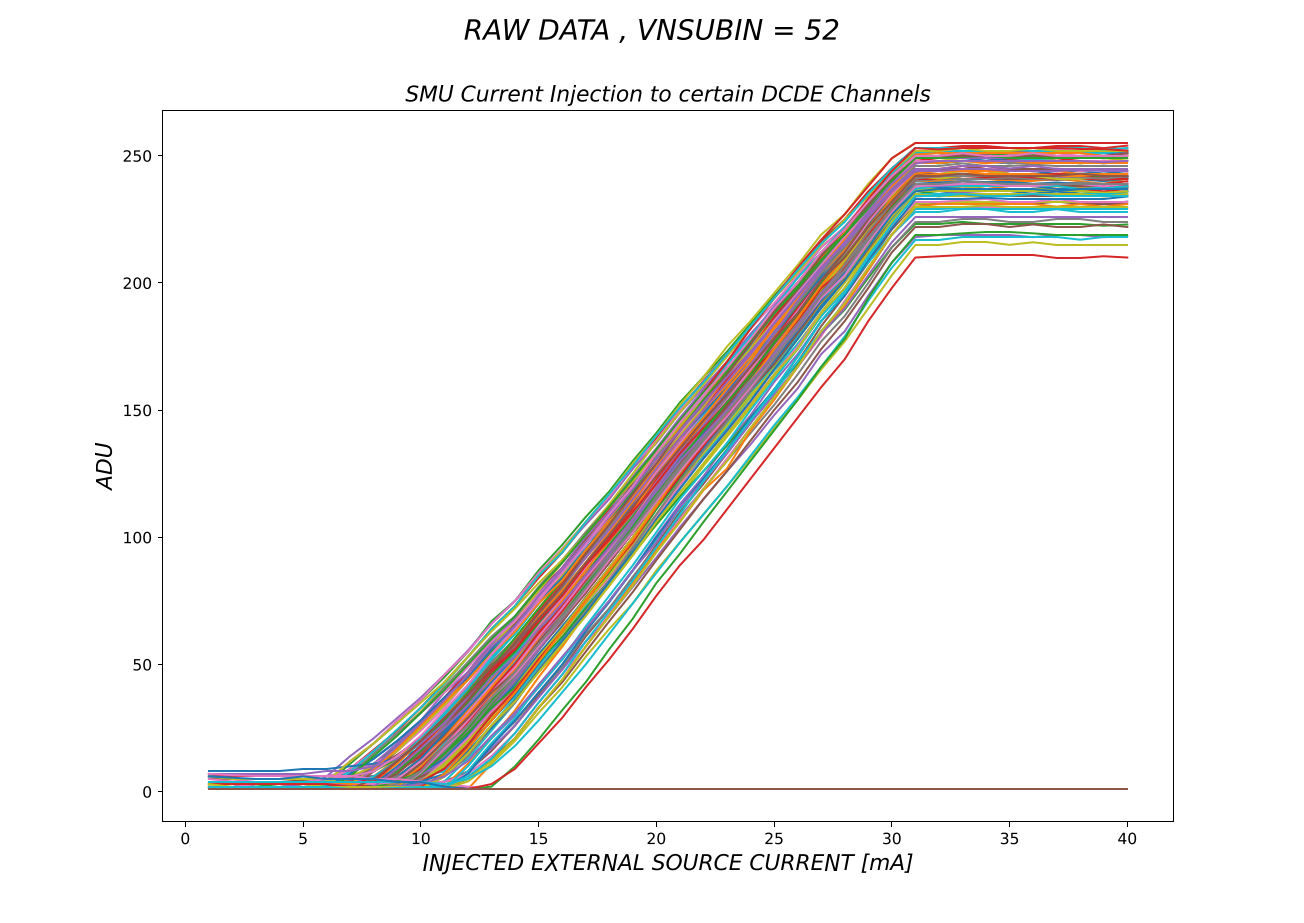 RAW DATA , VNSUBIN = 52
SMU Current Injection to certain DCDE Channels
250
200
150
100
50
0
ADU
0 5 10 15 20 25 30 35 40
INJECTED EXTERNAL SOURCE CURRENT [mA]